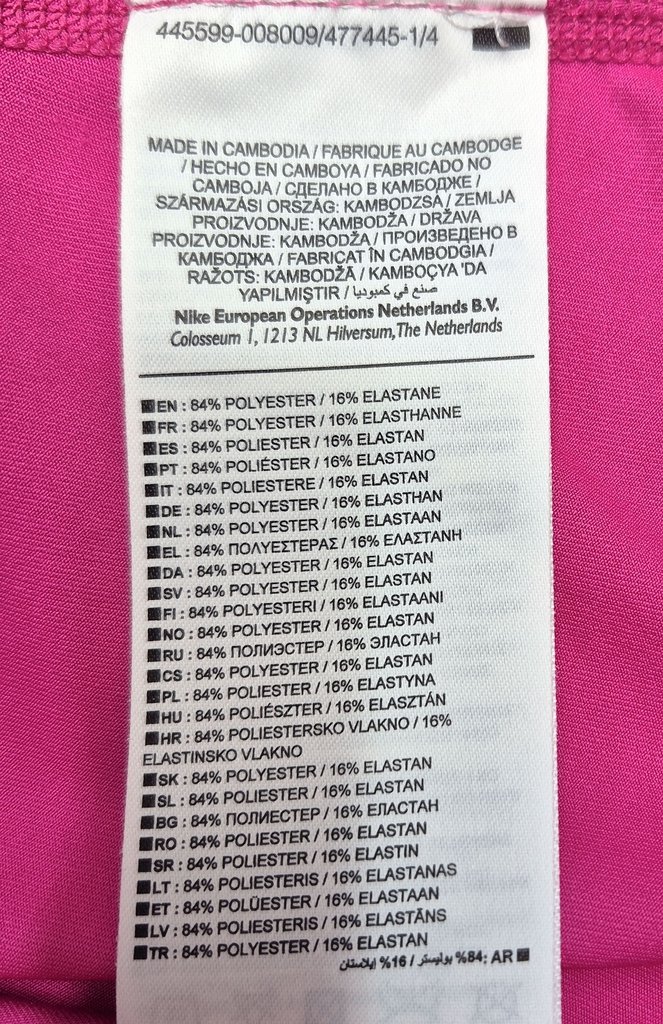 445599-008009/477445-1/4
MADE IN CAMBODIA / FABRIQUE AU CAMBODGE
/ HECHO EN CAMBOYA / FABRICADO NO
CAMBOJA / СДЕЛАНО В КАМБОДЖЕ /
SZÁRMAZÁSI ORSZÁG: KAMBODZSA / ZEMLJA
PROIZVODNJE: KAMBODŽA / DRŽAVA
PROIZVODNJE: KAMBODŽA / ПРОИЗВЕДЕНО В
КАМБОДЖА / FABRICAT ÎN CAMBODGIA /
RAŽOTS: KAMBODŽĀ / KAMBOÇYA 'DA
YAPILMIŞTIR / صنع في كمبوديا
Nike European Operations Netherlands B.V.
Colosseum 1, 1213 NL Hilversum, The Netherlands
EN : 84% POLYESTER / 16% ELASTANE
FR : 84% POLYESTER / 16% ELASTHANNE
ES : 84% POLIESTER / 16% ELASTAN
PT : 84% POLIÉSTER / 16% ELASTANO
IT : 84% POLIESTERE / 16% ELASTAN
DE : 84% POLYESTER / 16% ELASTHAN
NL : 84% POLYESTER / 16% ELASTAAN
EL : 84% ΠΟΛΥΕΣΤΕΡΑΣ / 16% ΕΛΑΣΤΑΝΗ
DA : 84% POLYESTER / 16% ELASTAN
SV : 84% POLYESTER / 16% ELASTAN
FI : 84% POLYESTERI / 16% ELASTAANI
NO : 84% POLYESTER / 16% ELASTAN
RU : 84% ПОЛИЭСТЕР / 16% ЭЛАСТАН
CS : 84% POLYESTER / 16% ELASTAN
PL : 84% POLIESTER / 16% ELASTYNA
HU : 84% POLIÉSZTER / 16% ELASZTÁN
HR : 84% POLIESTERSKO VLAKNO / 16%
ELASTINSKO VLAKNO
SK : 84% POLYESTER / 16% ELASTAN
SL : 84% POLIESTER / 16% ELASTAN
BG : 84% ПОЛИЕСТЕР / 16% ЕЛАСТАН
RO : 84% POLIESTER / 16% ELASTAN
SR : 84% POLIESTER / 16% ELASTIN
LT : 84% POLIESTERIS / 16% ELASTANAS
ET : 84% POLÜESTER / 16% ELASTAAN
LV : 84% POLIESTERIS / 16% ELASTĀNS
TR : 84% POLYESTER / 16% ELASTAN
AR :84% بوليستر / 16% إيلاستان